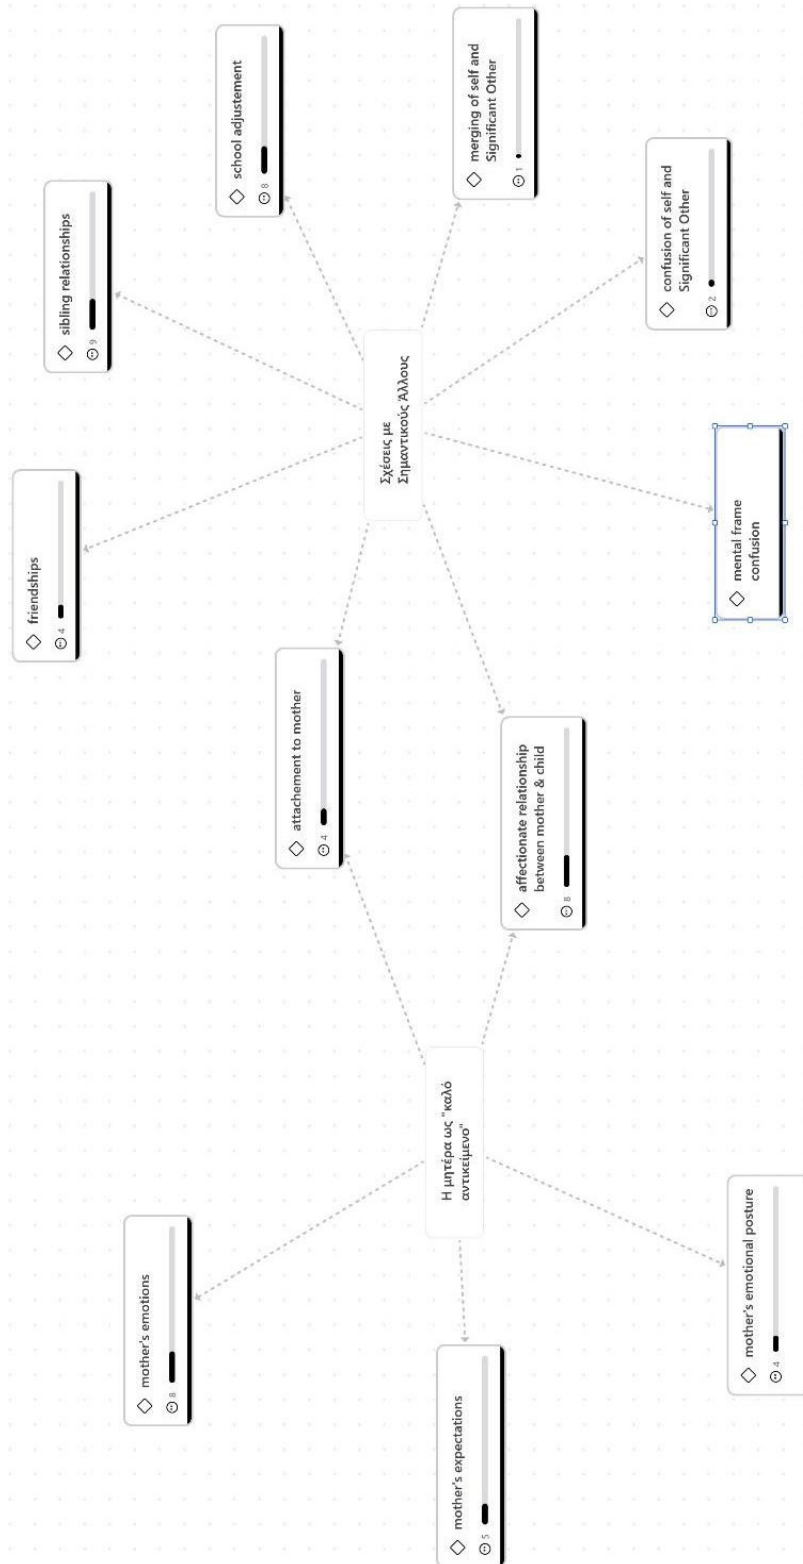 mother's emotions
8
mother's expectations
5
mother's emotional posture
4
Η μητέρα ως "καλό
αντικείμενο"
attachement to mother
4
affectionate relationship
between mother & child
8
friendships
4
sibling relationships
9
school adjustement
8
Σχέσεις με
Σημαντικούς Άλλους
merging of self and
Significant Other
1
confusion of self and
Significant Other
2
mental frame
confusion